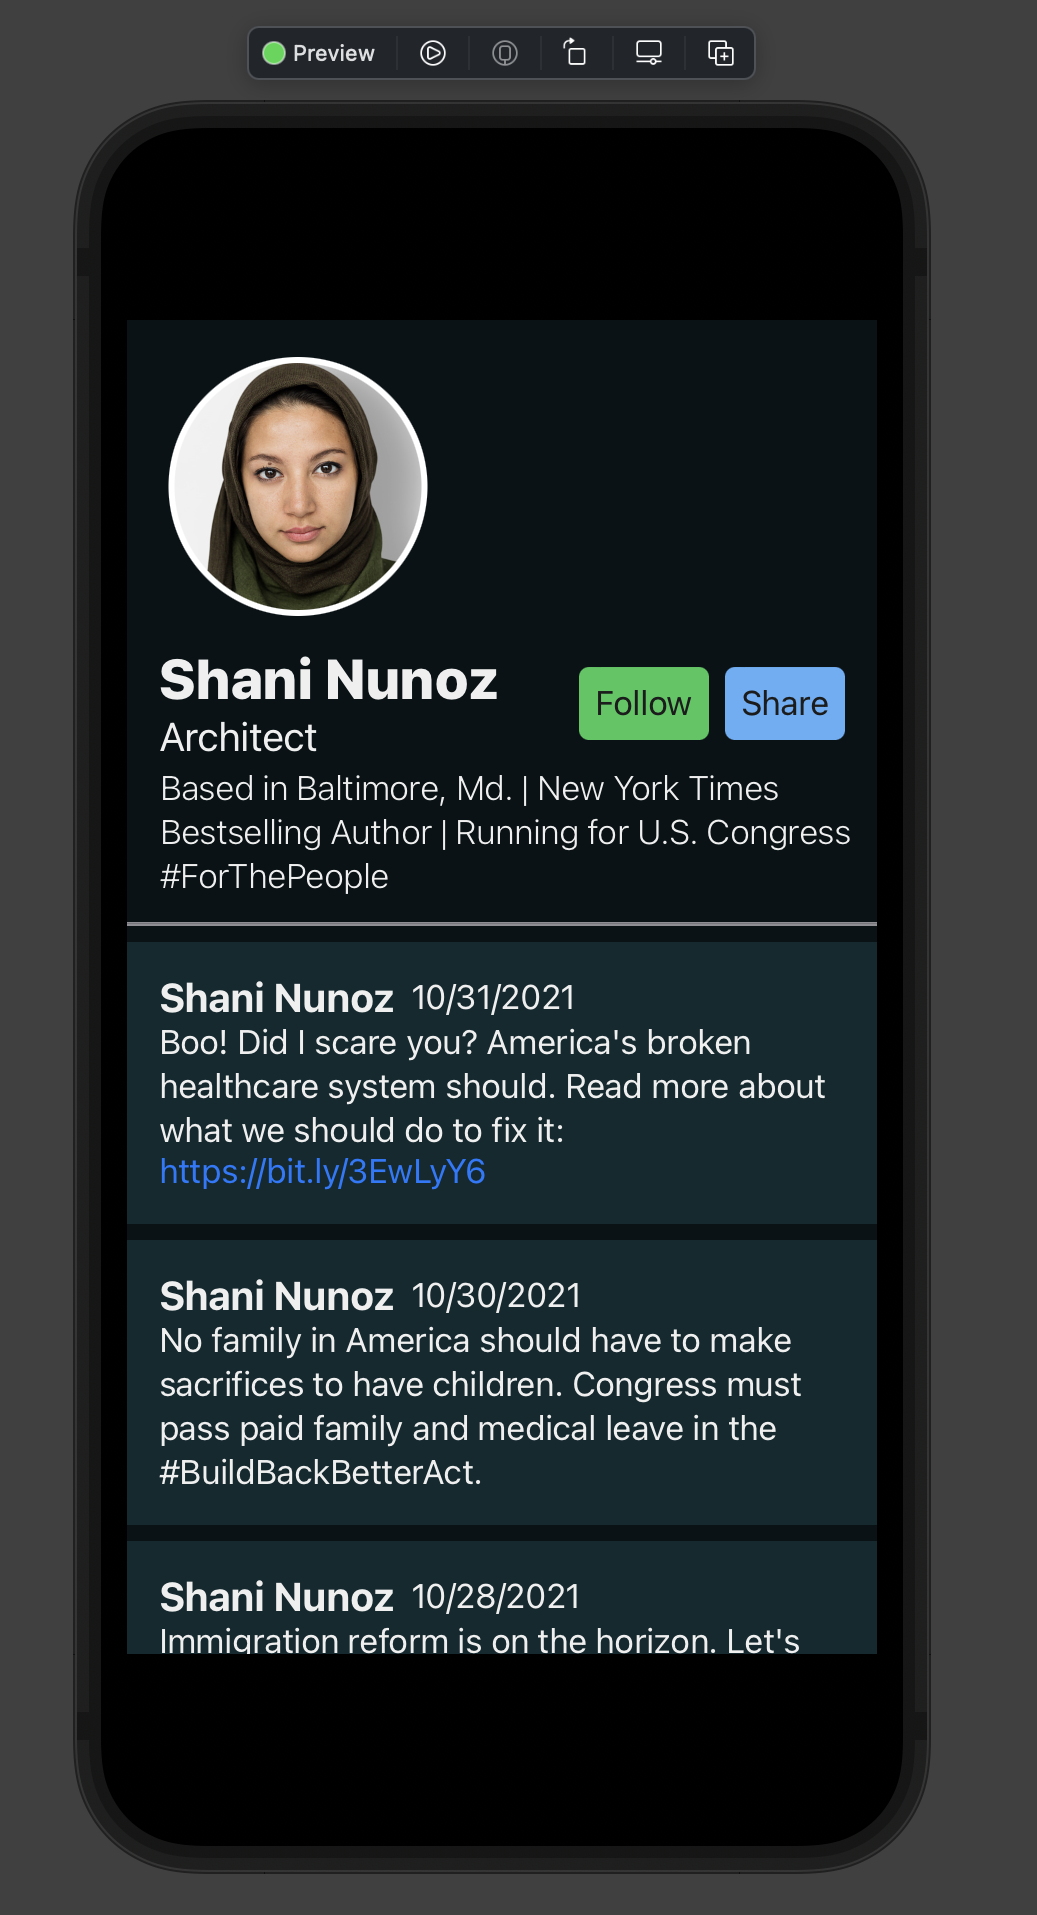 Preview
Shani Nunoz
Follow
Share
Architect
Based in Baltimore, Md. | New York Times
Bestselling Author | Running for U.S. Congress
#ForThePeople
Shani Nunoz 10/31/2021
Boo! Did I scare you? America's broken
healthcare system should. Read more about
what we should do to fix it:
https://bit.ly/3EwLyY6
Shani Nunoz 10/30/2021
No family in America should have to make
sacrifices to have children. Congress must
pass paid family and medical leave in the
#BuildBackBetterAct.
Shani Nunoz 10/28/2021
Immigration reform is on the horizon. Let's